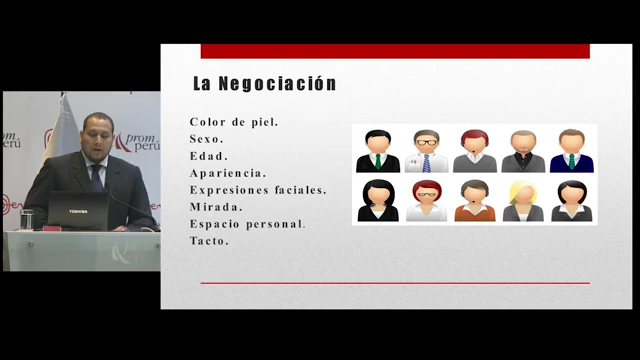 La Negociación
Color de piel.
Sexo.
Edad.
Apariencia.
Expresiones faciales.
Mirada.
Espacio personal.
Tacto.
prom
perú
TOSHIBA